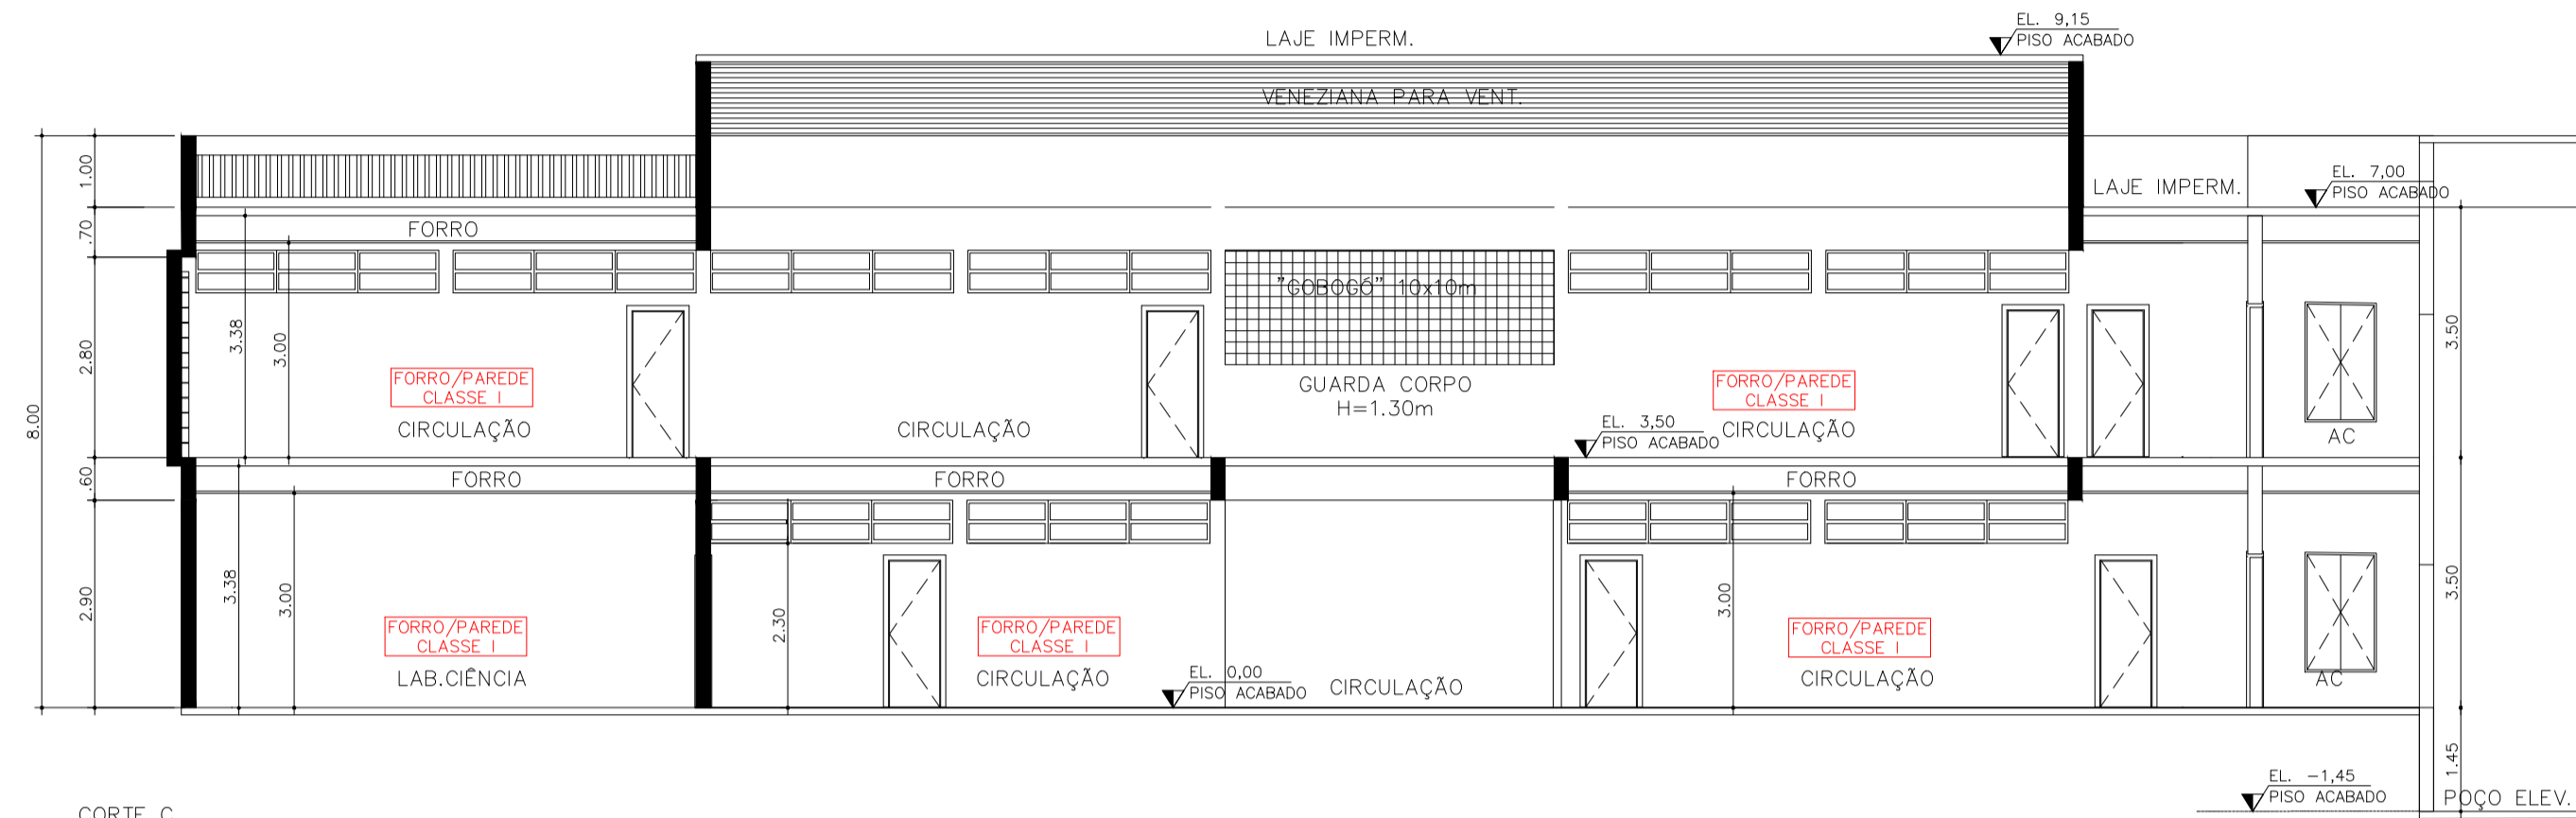 EL. 9,15
PISO ACABADO
LAJE IMPERM.
VENEZIANA PARA VENT.
1.00
EL. 7,00
PISO ACABADO
LAJE IMPERM.
.70
FORRO
"GOBOGÓ" 10x10m
3.38
3.00
2.80
3.50
FORRO/PAREDE
CLASSE I
CIRCULAÇÃO
CIRCULAÇÃO
GUARDA CORPO
H=1.30m
FORRO/PAREDE
CLASSE I
CIRCULAÇÃO
EL. 3,50
PISO ACABADO
AC
8.00
.60
FORRO
FORRO
FORRO
3.38
3.00
2.90
2.30
3.00
3.50
FORRO/PAREDE
CLASSE I
LAB.CIÊNCIA
FORRO/PAREDE
CLASSE I
CIRCULAÇÃO
EL. 0,00
PISO ACABADO
CIRCULAÇÃO
FORRO/PAREDE
CLASSE I
CIRCULAÇÃO
AC
1.45
EL. -1,45
PISO ACABADO
POÇO ELEV.
CORTE C